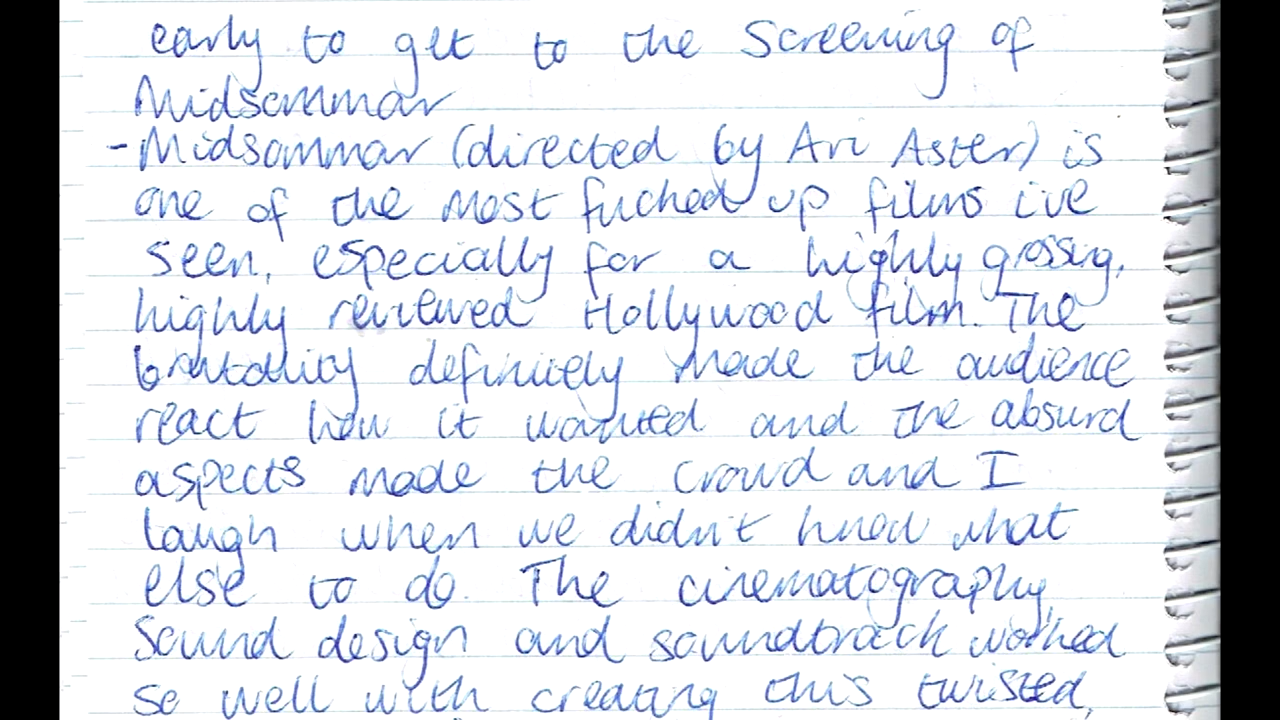 early to get to the Screening of
Midsommar
- Midsommar (directed by Ari Aster) is
one of the most fucked up films i've
seen, especially for a highly grossing,
highly reviewed Hollywood film. The
brutality definitely made the audience
react how it wanted and the absurd
aspects made the crowd and I
laugh when we didn't know what
else to do. The cinematography,
sound design and soundtrack worked
so well with creating this twisted,